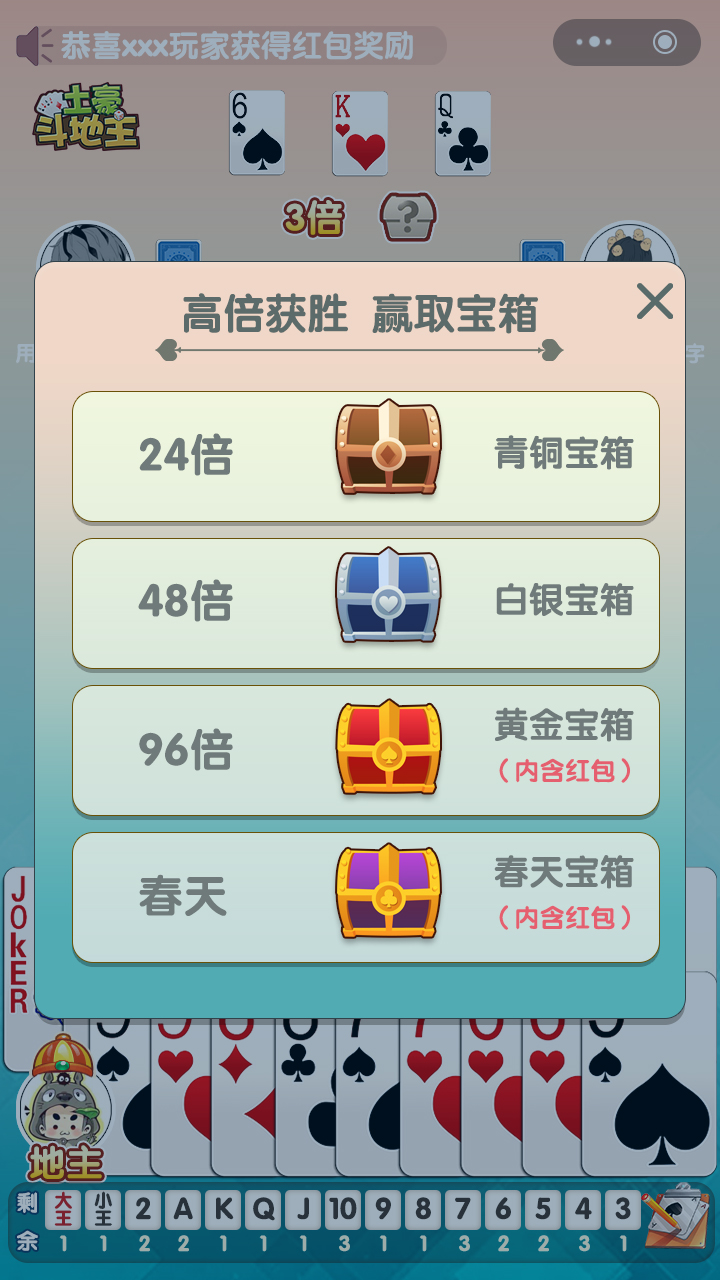 恭喜xxx玩家获得红包奖励
土豪
斗地主
6
K
Q
3倍
?
用
字
高倍获胜 赢取宝箱
24倍
青铜宝箱
48倍
白银宝箱
96倍
黄金宝箱
（内含红包）
春天
春天宝箱
（内含红包）
JOKER
地主
剩余
大王 小王 2 A K Q J 10 9 8 7 6 5 4 3
1 1 2 2 1 1 1 3 1 1 3 2 2 3 1